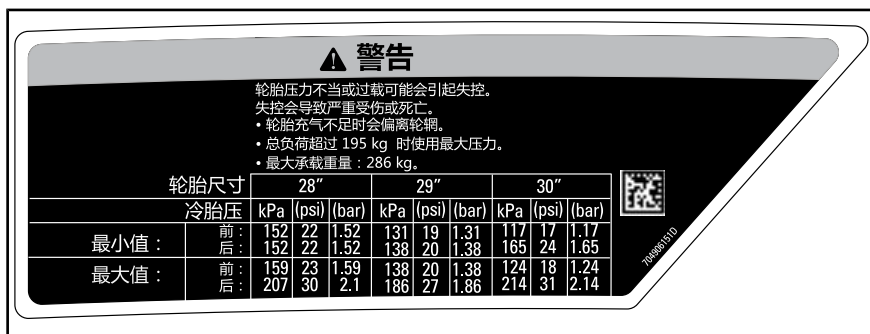 警告
轮胎压力不当或过载可能会引起失控。
失控会导致严重受伤或死亡。
• 轮胎充气不足时会偏离轮辋。
• 总负荷超过 195 kg 时使用最大压力。
• 最大承载重量：286 kg。
轮胎尺寸 28″ 29″ 30″
冷胎压 kPa (psi) (bar) kPa (psi) (bar) kPa (psi) (bar)
最小值： 前： 152 22 1.52 131 19 1.31 117 17 1.17
后： 152 22 1.52 138 20 1.38 165 24 1.65
最大值： 前： 159 23 1.59 138 20 1.38 124 18 1.24
后： 207 30 2.1 186 27 1.86 214 31 2.14
704906151D